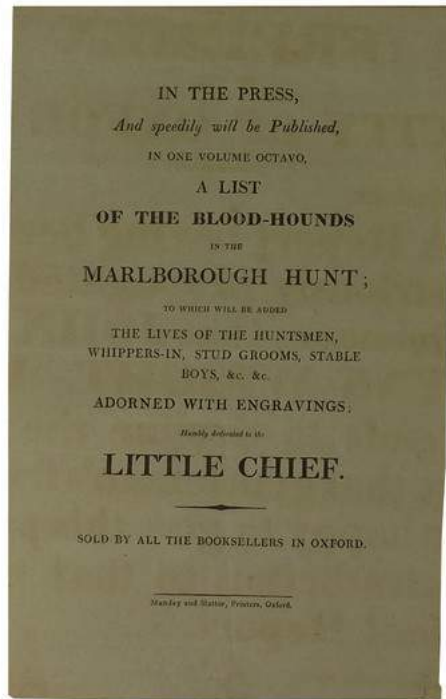 IN THE PRESS,
And speedily will be Published,
IN ONE VOLUME OCTAVO,
A LIST
OF THE BLOOD-HOUNDS
IN THE
MARLBOROUGH HUNT;
TO WHICH WILL BE ADDED
THE LIVES OF THE HUNTSMEN,
WHIPPERS-IN, STUD GROOMS, STABLE
BOYS, &c. &c.
ADORNED WITH ENGRAVINGS.
Humbly dedicated to the
LITTLE CHIEF.
SOLD BY ALL THE BOOKSELLERS IN OXFORD.
Munday and Slatter, Printers, Oxford.